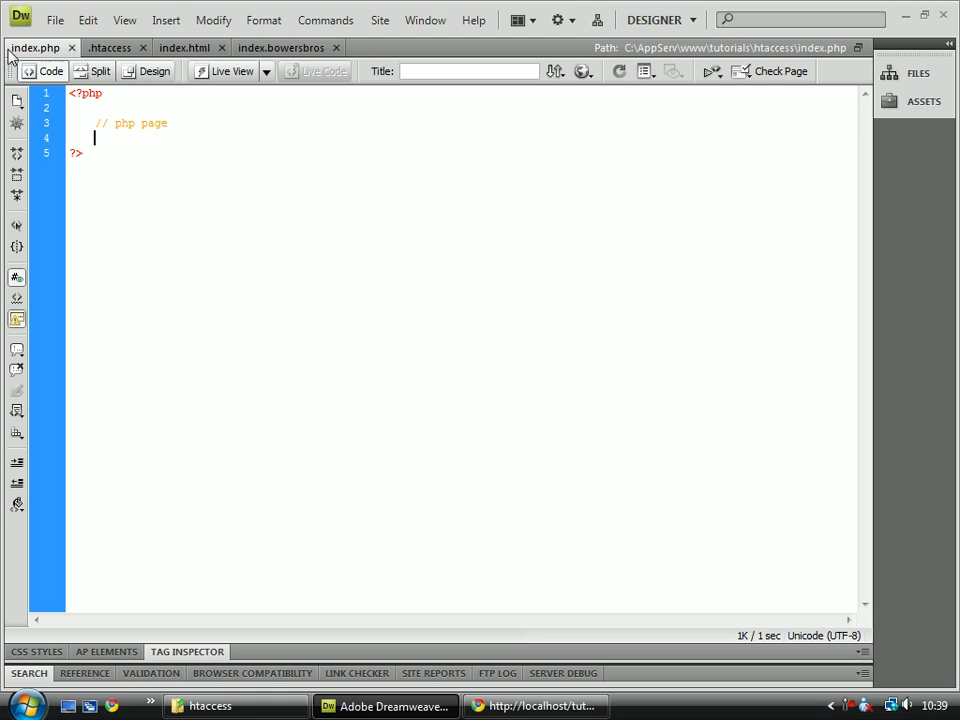 Dw File Edit View Insert Modify Format Commands Site Window Help DESIGNER
index.php .htaccess index.html index.bowersbros Path: C:\AppServ\www\tutorials\htaccess\index.php
Code Split Design Live View Live Code Title: Check Page
FILES
ASSETS
1 <?php
2
3 // php page
4
5 ?>
1K / 1 sec Unicode (UTF-8)
CSS STYLES AP ELEMENTS TAG INSPECTOR
SEARCH REFERENCE VALIDATION BROWSER COMPATIBILITY LINK CHECKER SITE REPORTS FTP LOG SERVER DEBUG
htaccess Dw Adobe Dreamweave... http://localhost/tut... 10:39